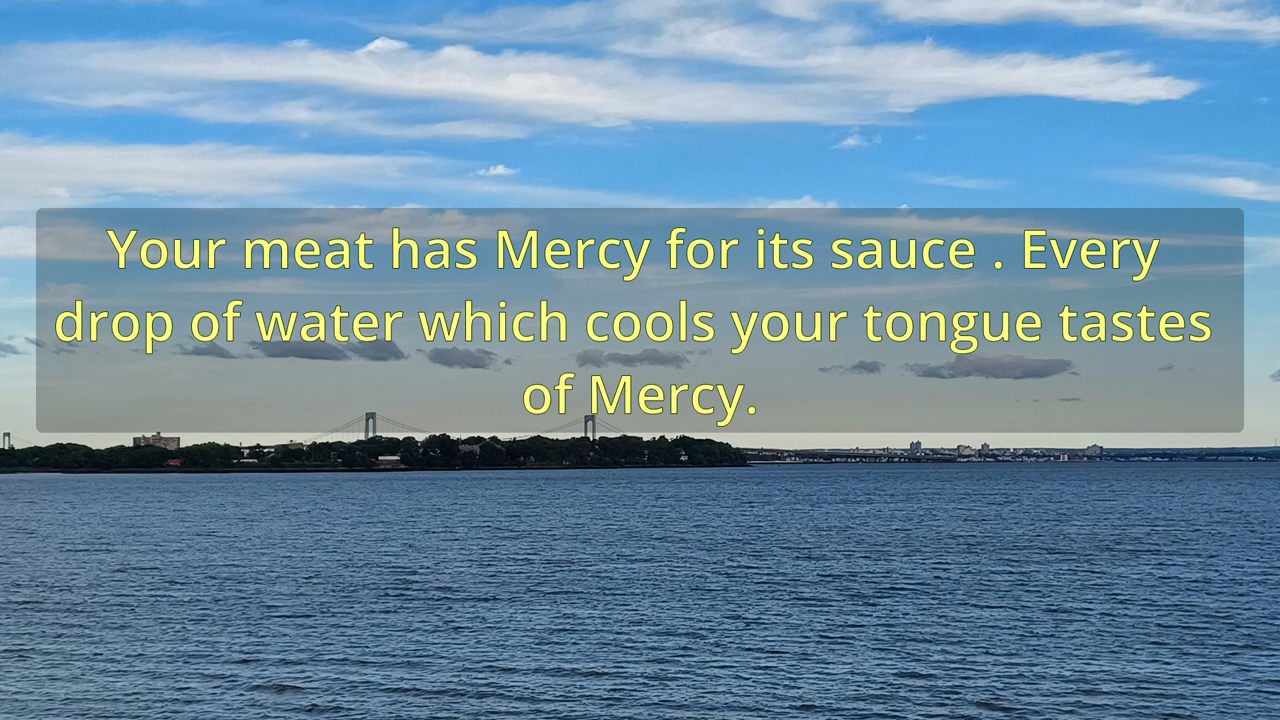 Your meat has Mercy for its sauce . Every
drop of water which cools your tongue tastes
of Mercy.